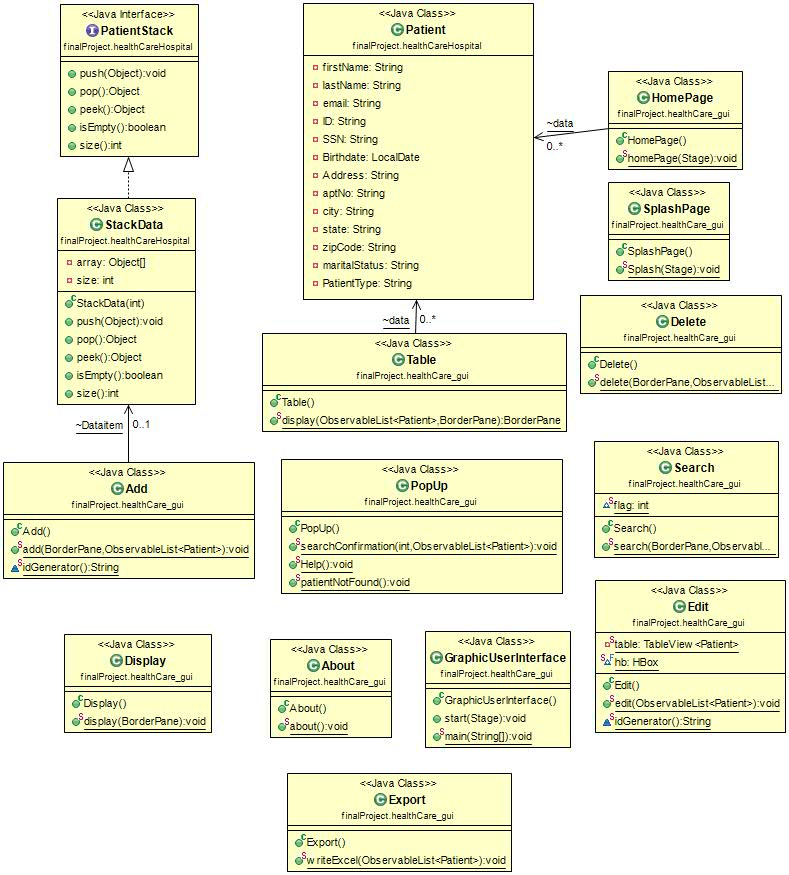 <<Java Interface>>
PatientStack
finalProject.healthCareHospital
push(Object):void
pop():Object
peek():Object
isEmpty():boolean
size():int
<<Java Class>>
Patient
finalProject.healthCareHospital
firstName: String
lastName: String
email: String
ID: String
SSN: String
Birthdate: LocalDate
Address: String
aptNo: String
city: String
state: String
zipCode: String
maritalStatus: String
PatientType: String
<<Java Class>>
HomePage
finalProject.healthCare_gui
HomePage()
homePage(Stage):void
~data
0..*
<<Java Class>>
SplashPage
finalProject.healthCare_gui
SplashPage()
Splash(Stage):void
<<Java Class>>
StackData
finalProject.healthCareHospital
array: Object[]
size: int
StackData(int)
push(Object):void
pop():Object
peek():Object
isEmpty():boolean
size():int
~data 0..*
<<Java Class>>
Table
finalProject.healthCare_gui
Table()
display(ObservableList<Patient>,BorderPane):BorderPane
<<Java Class>>
Delete
finalProject.healthCare_gui
Delete()
delete(BorderPane,ObservableList...
~Dataitem 0..1
<<Java Class>>
Add
finalProject.healthCare_gui
Add()
add(BorderPane,ObservableList<Patient>):void
idGenerator():String
<<Java Class>>
PopUp
finalProject.healthCare_gui
PopUp()
searchConfirmation(int,ObservableList<Patient>):void
Help():void
patientNotFound():void
<<Java Class>>
Search
finalProject.healthCare_gui
flag: int
Search()
search(BorderPane,Observabl...
<<Java Class>>
Edit
finalProject.healthCare_gui
table: TableView<Patient>
hb: HBox
Edit()
edit(ObservableList<Patient>):void
idGenerator():String
<<Java Class>>
Display
finalProject.healthCare_gui
Display()
display(BorderPane):void
<<Java Class>>
About
finalProject.healthCare_gui
About()
about():void
<<Java Class>>
GraphicUserInterface
finalProject.healthCare_gui
GraphicUserInterface()
start(Stage):void
main(String[]):void
<<Java Class>>
Export
finalProject.healthCare_gui
Export()
writeExcel(ObservableList<Patient>):void